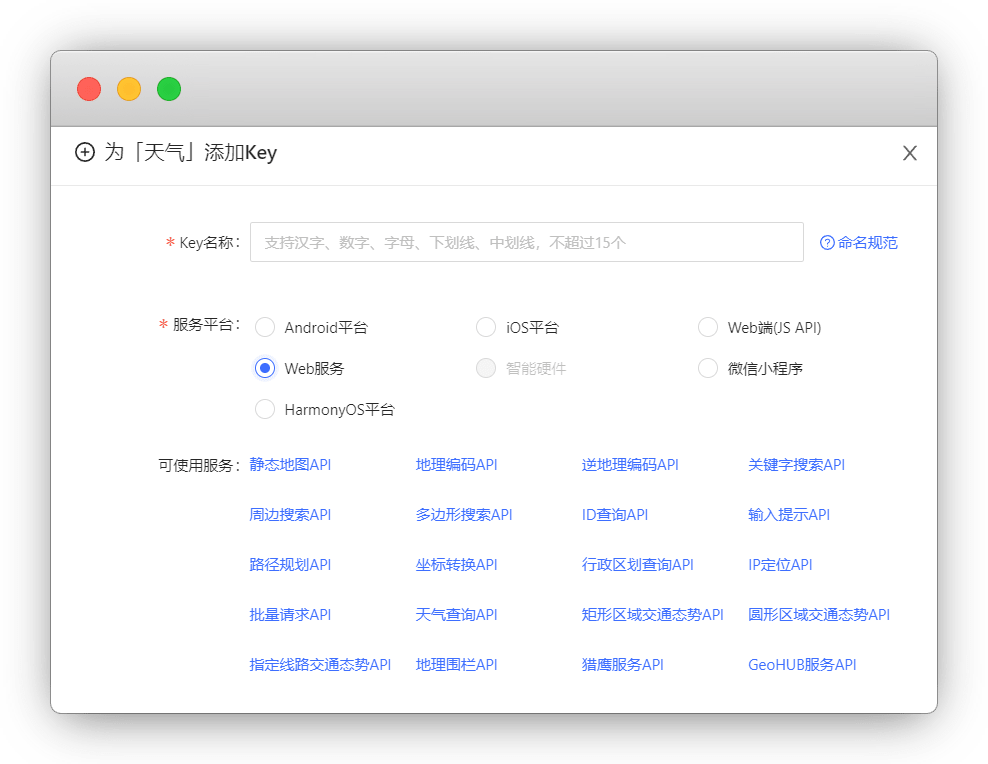 为「天气」添加Key
* Key名称: 支持汉字、数字、字母、下划线、中划线，不超过15个 命名规范
* 服务平台: Android平台 iOS平台 Web端(JS API)
Web服务 智能硬件 微信小程序
HarmonyOS平台
可使用服务: 静态地图API 地理编码API 逆地理编码API 关键字搜索API
周边搜索API 多边形搜索API ID查询API 输入提示API
路径规划API 坐标转换API 行政区划查询API IP定位API
批量请求API 天气查询API 矩形区域交通态势API 圆形区域交通态势API
指定线路交通态势API 地理围栏API 猎鹰服务API GeoHUB服务API